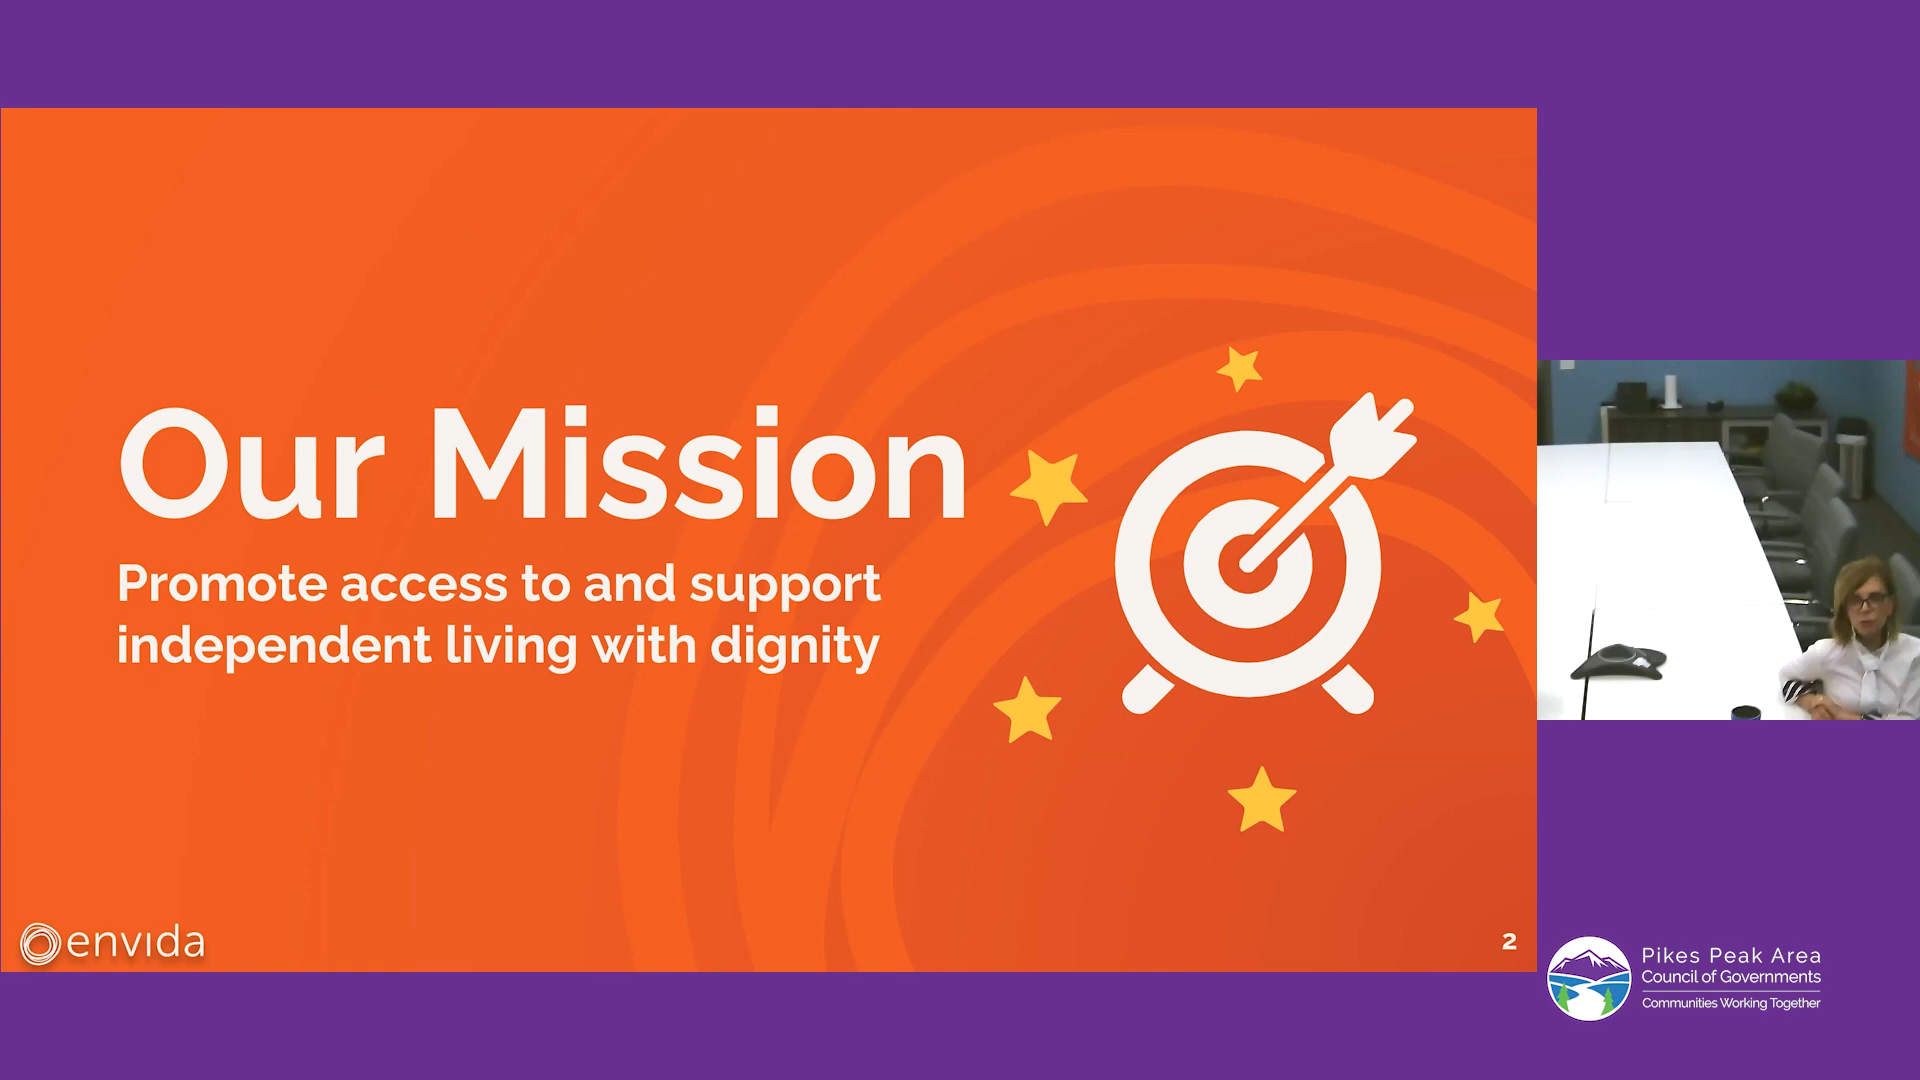 Our Mission
Promote access to and support
independent living with dignity
envida
2
Pikes Peak Area
Council of Governments
Communities Working Together